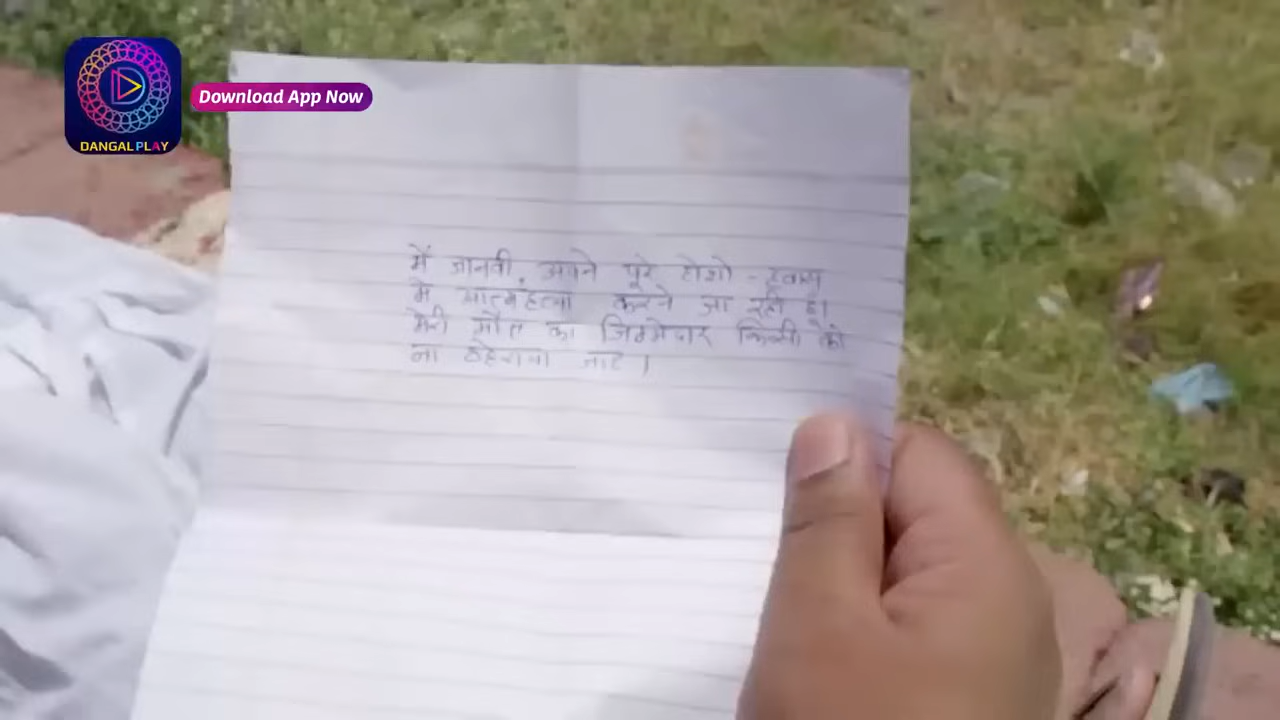 Download App Now
DANGAL PLAY
में जानवी, अपने पूरे होशो - हवास
में आत्महत्या करने जा रही हूँ।
मेरी मौत का जिम्मेदार किसी को
ना ठहराया जाए।